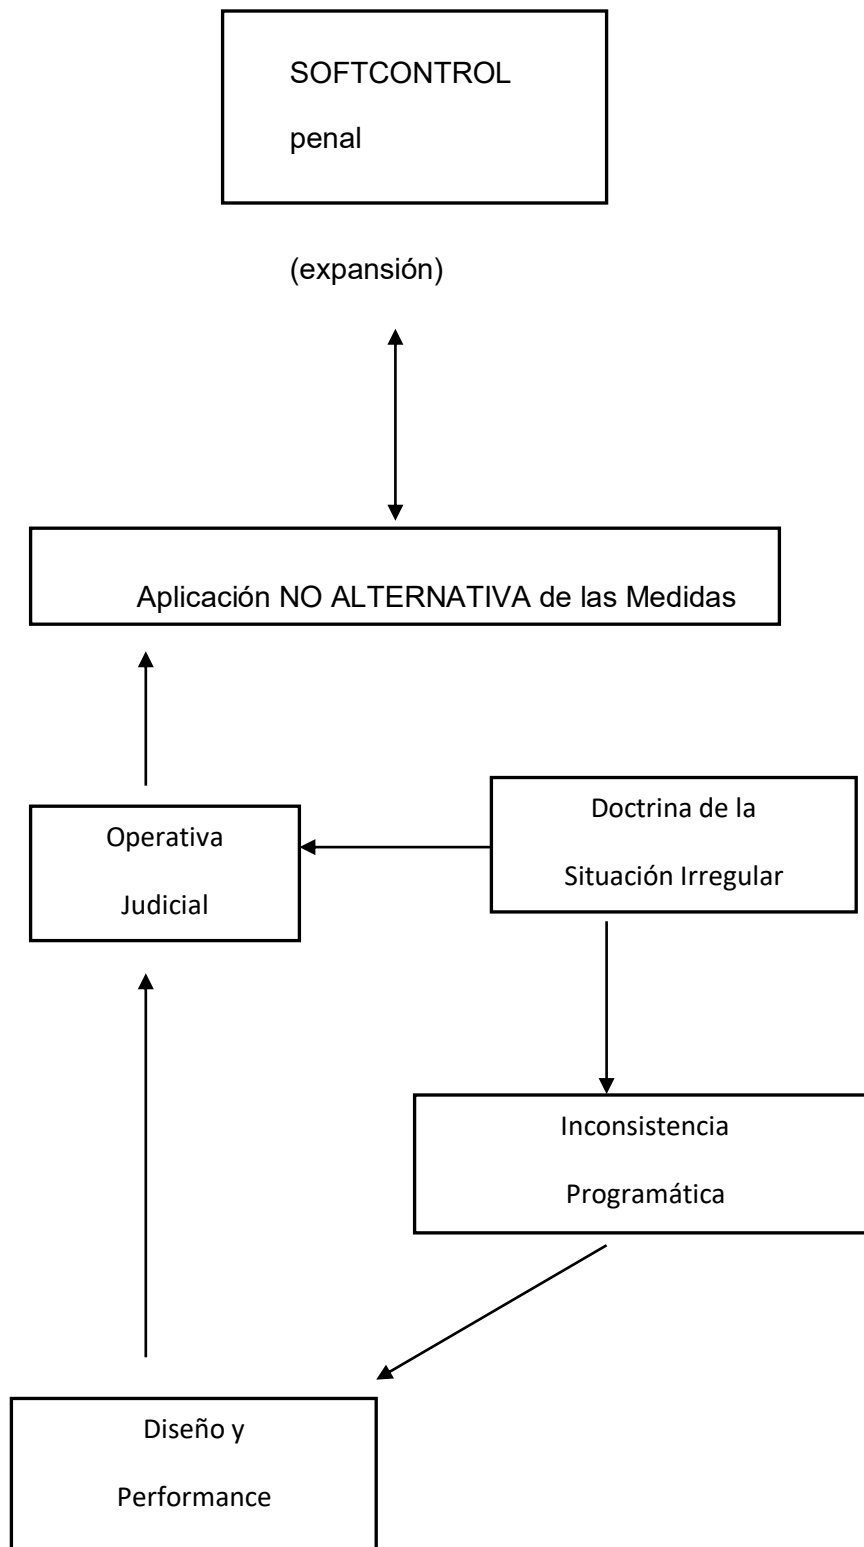 SOFTCONTROL
penal
(expansión)
Aplicación NO ALTERNATIVA de las Medidas
Operativa
Judicial
Doctrina de la
Situación Irregular
Inconsistencia
Programática
Diseño y
Performance